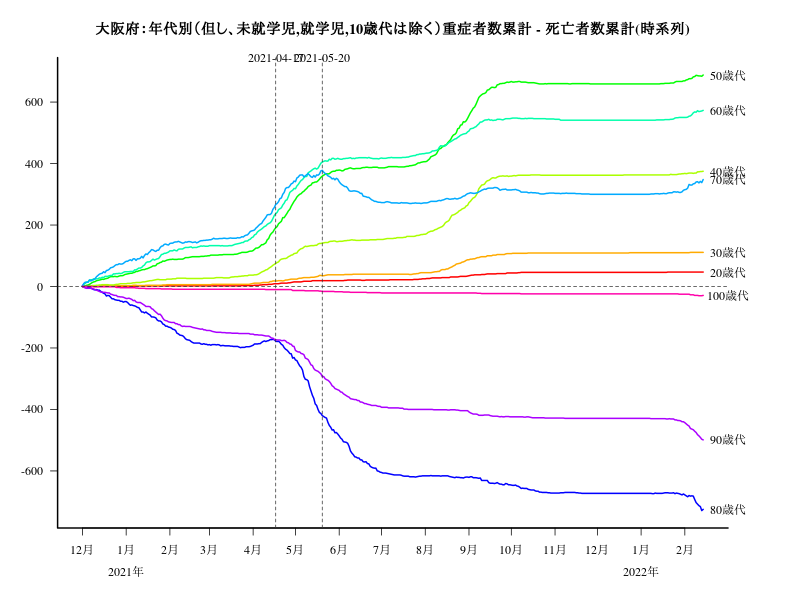 大阪府：年代別（但し、未就学児,就学児,10歳代は除く）重症者数累計 - 死亡者数累計(時系列)
2021-04-17
2021-05-20
600
400
200
0
-200
-400
-600
50歳代
60歳代
40歳代
70歳代
30歳代
20歳代
100歳代
90歳代
80歳代
12月 1月 2月 3月 4月 5月 6月 7月 8月 9月 10月 11月 12月 1月 2月
2021年 2022年